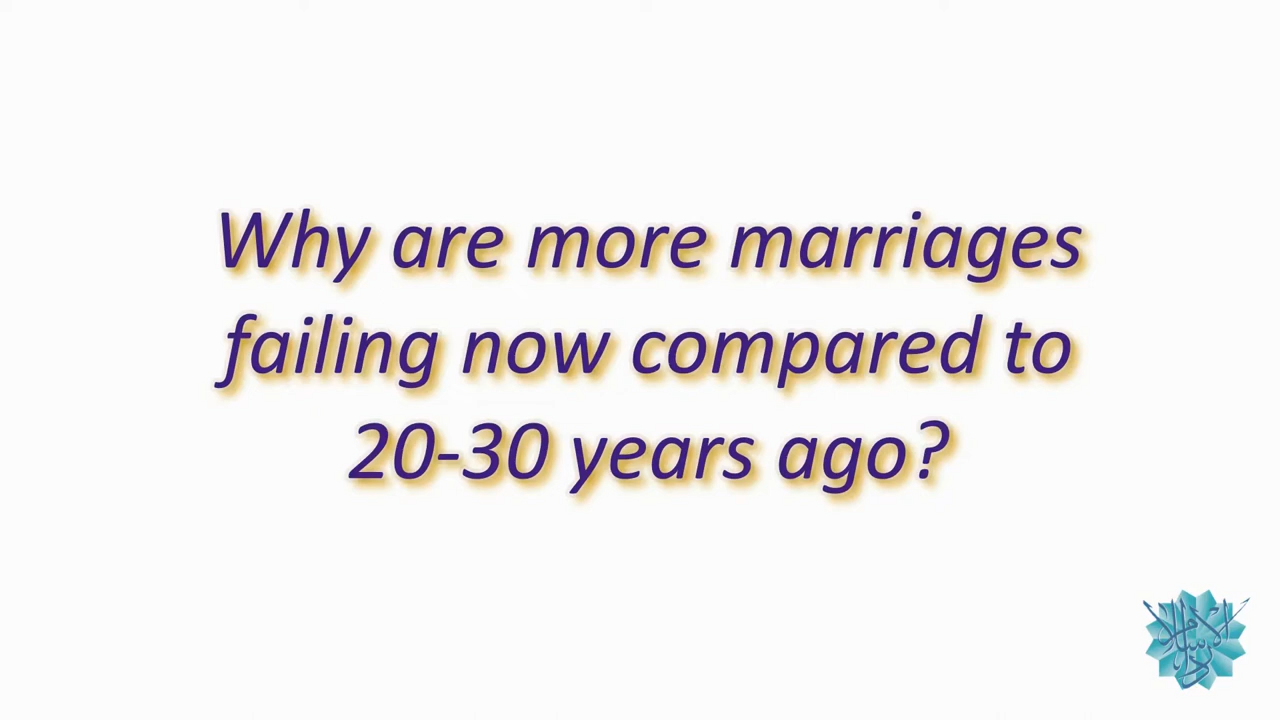 Why are more marriages
failing now compared to
20-30 years ago?